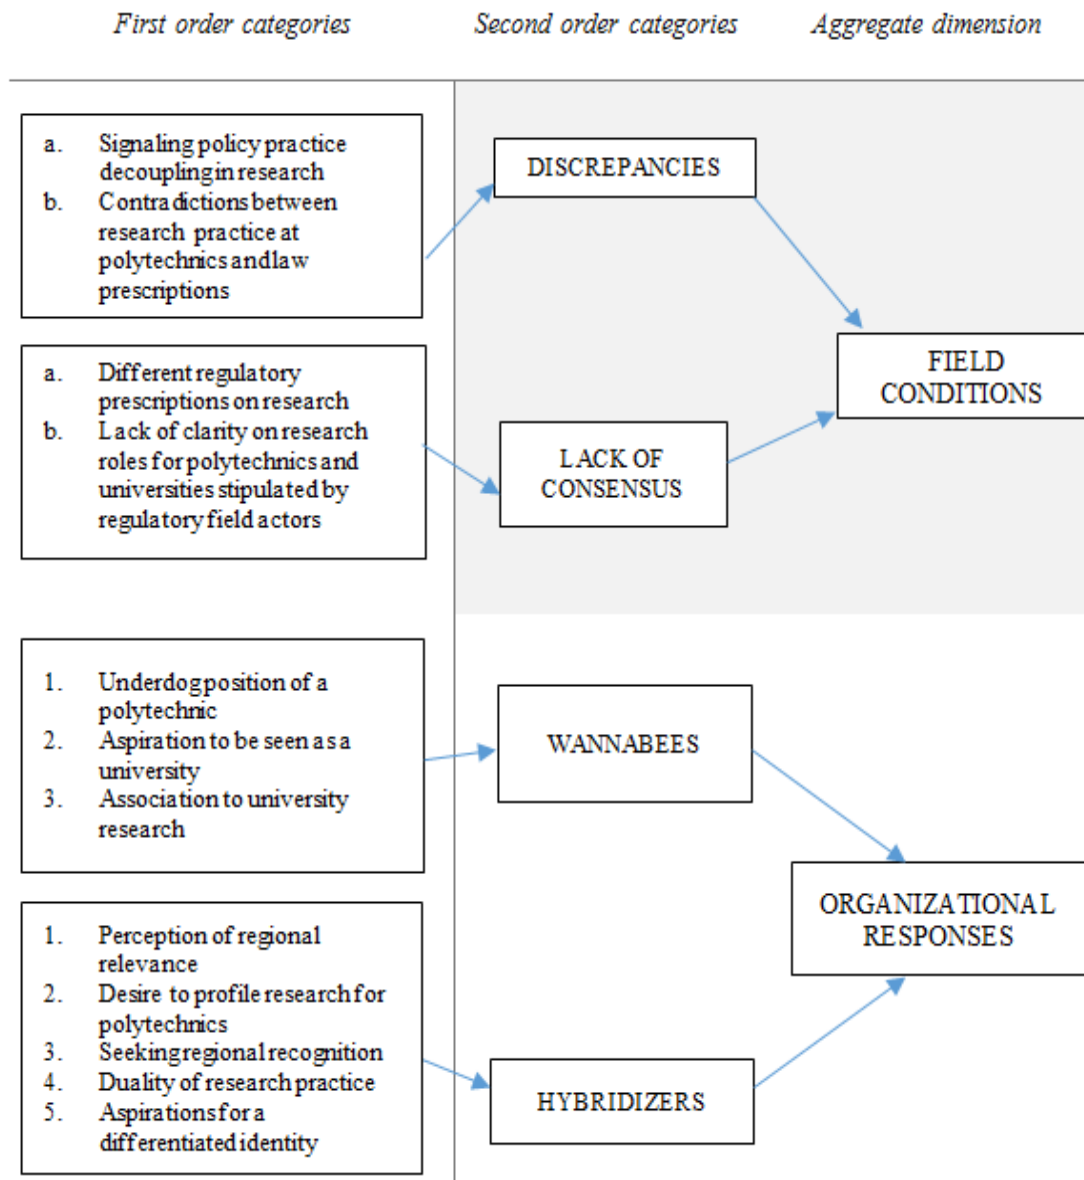 First order categories
Second order categories
Aggregate dimension
a. Signaling policy practice
decoupling in research
b. Contradictions between
research practice at
polytechnics and law
prescriptions
DISCREPANCIES
a. Different regulatory
prescriptions on research
b. Lack of clarity on research
roles for polytechnics and
universities stipulated by
regulatory field actors
LACK OF
CONSENSUS
FIELD
CONDITIONS
1. Underdog position of a
polytechnic
2. Aspiration to be seen as a
university
3. Association to university
research
WANNABEES
1. Perception of regional
relevance
2. Desire to profile research for
polytechnics
3. Seeking regional recognition
4. Duality of research practice
5. Aspirations for a
differentiated identity
HYBRIDIZERS
ORGANIZATIONAL
RESPONSES